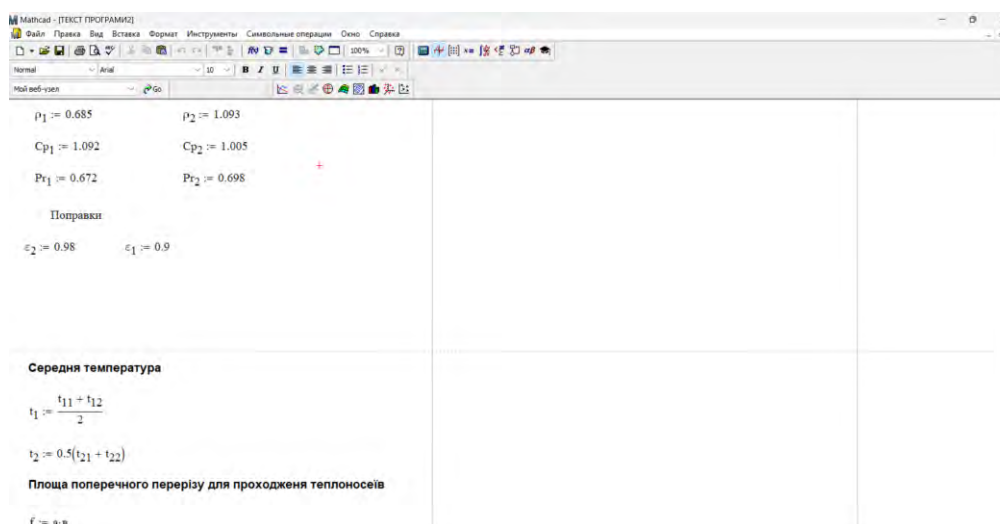 Mathcad - [ТЕКСТ ПРОГРАМИ2]
Файл Правка Вид Вставка Формат Инструменты Символьные операции Окно Справка
100%
Normal Arial 10 B I U
Мой веб-узел Go
ρ1 := 0.685 ρ2 := 1.093
Cp1 := 1.092 Cp2 := 1.005
Pr1 := 0.672 Pr2 := 0.698
Поправки
ε2 := 0.98 ε1 := 0.9
Середня температура
t1 := (t11 + t12) / 2
t2 := 0.5(t21 + t22)
Площа поперечного перерізу для проходженя теплоносеїв
f := a·в